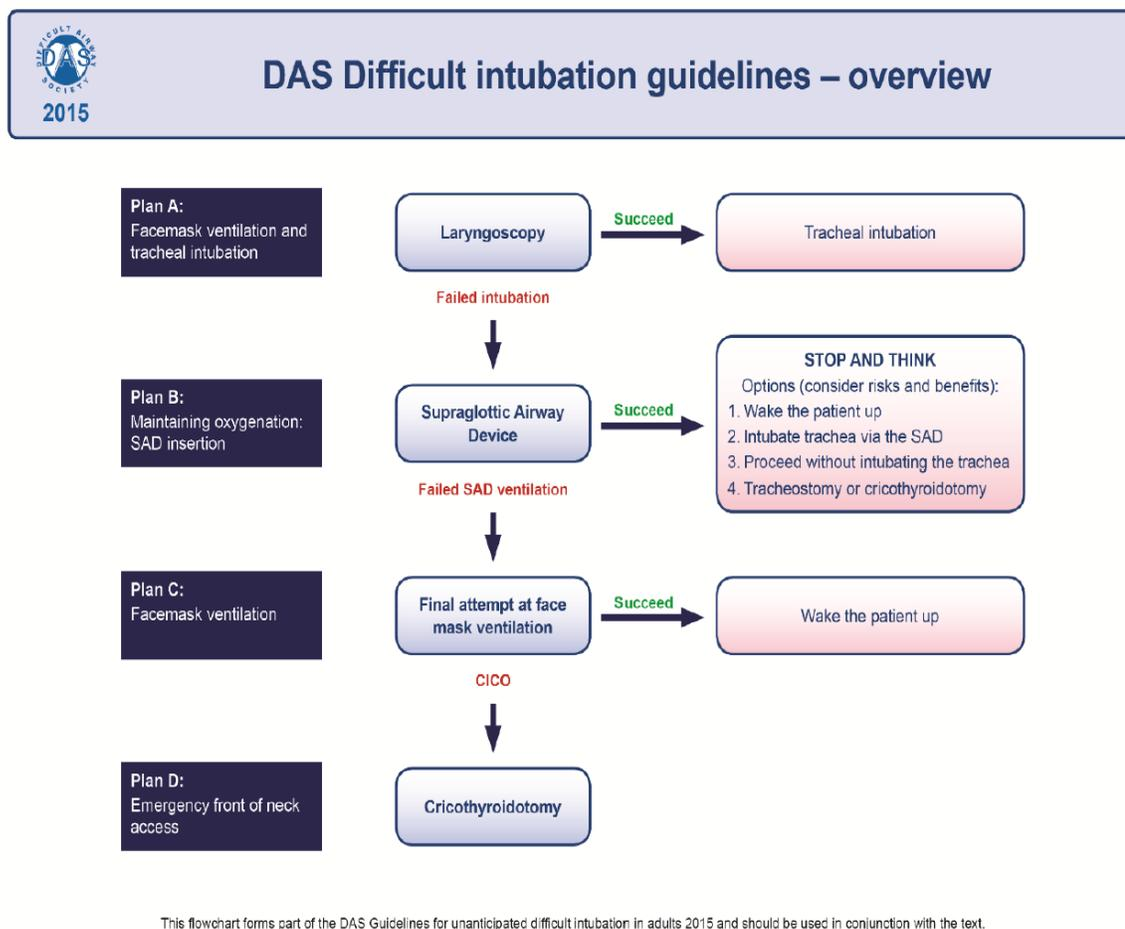 DIFFICULT AIRWAY
DAS
SOCIETY
2015
DAS Difficult intubation guidelines – overview
Plan A:
Facemask ventilation and
tracheal intubation
Laryngoscopy
Succeed
Tracheal intubation
Failed intubation
Plan B:
Maintaining oxygenation:
SAD insertion
Supraglottic Airway
Device
Succeed
STOP AND THINK
Options (consider risks and benefits):
1. Wake the patient up
2. Intubate trachea via the SAD
3. Proceed without intubating the trachea
4. Tracheostomy or cricothyroidotomy
Failed SAD ventilation
Plan C:
Facemask ventilation
Final attempt at face
mask ventilation
Succeed
Wake the patient up
CICO
Plan D:
Emergency front of neck
access
Cricothyroidotomy
This flowchart forms part of the DAS Guidelines for unanticipated difficult intubation in adults 2015 and should be used in conjunction with the text.